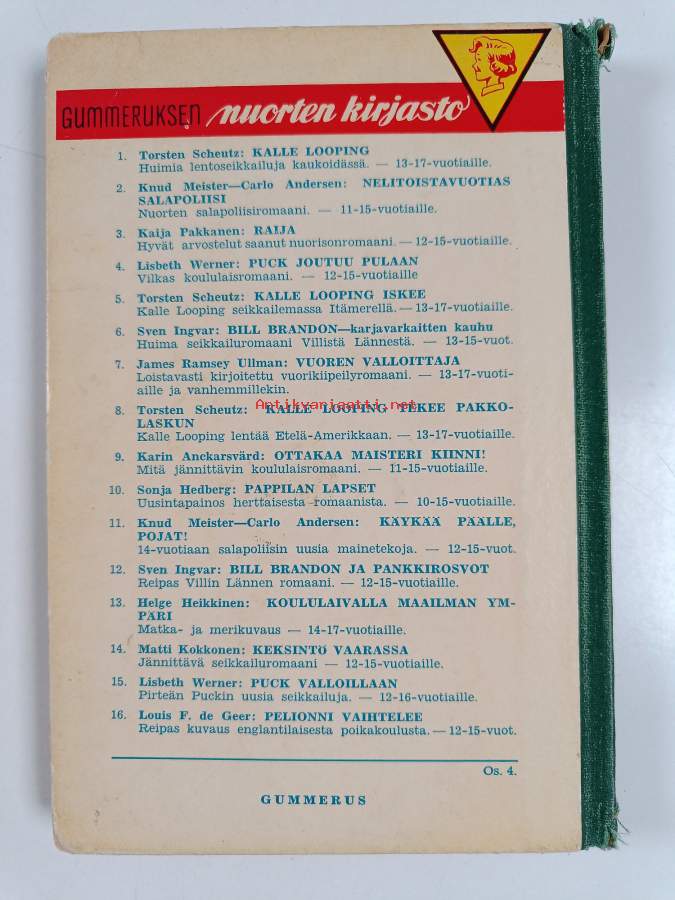 GUMMERUKSEN nuorten kirjasto
1. Torsten Scheutz: KALLE LOOPING
Huimia lentoseikkailuja kaukoidässä. — 13-17-vuotiaille.
2. Knud Meister—Carlo Andersen: NELITOISTAVUOTIAS
SALAPOLIISI
Nuorten salapoliisiromaani. — 11-15-vuotiaille.
3. Kaija Pakkanen: RAIJA
Hyvät arvostelut saanut nuorisonromaani. — 12-15-vuotiaille.
4. Lisbeth Werner: PUCK JOUTUU PULAAN
Vilkas koululaisromaani. — 12-15-vuotiaille
5. Torsten Scheutz: KALLE LOOPING ISKEE
Kalle Looping seikkailemassa Itämerellä. — 13-17-vuotiaille.
6. Sven Ingvar: BILL BRANDON—karjavarkaitten kauhu
Huima seikkailuromaani Villistä Lännestä. — 13-15-vuot.
7. James Ramsey Ullman: VUOREN VALLOITTAJA
Loistavasti kirjoitettu vuorikiipeilyromaani. — 13-17-vuoti-
aille ja vanhemmillekin.
Antikvariaatti.net
8. Torsten Scheutz: KALLE LOOPING TEKEE PAKKO-
LASKUN
Kalle Looping lentää Etelä-Amerikkaan. — 13-17-vuotiaille.
9. Karin Anckarsvärd: OTTAKAA MAISTERI KIINNI!
Mitä jännittävin koululaisromaani. — 11-15-vuotiaille.
10. Sonja Hedberg: PAPPILAN LAPSET
Uusintapainos herttaisesta romaanista. — 10-15-vuotiaille.
11. Knud Meister—Carlo Andersen: KÄYKÄÄ PÄÄLLE,
POJAT!
14-vuotiaan salapoliisin uusia mainetekoja. — 12-15-vuot.
12. Sven Ingvar: BILL BRANDON JA PANKKIROSVOT
Reipas Villin Lännen romaani. — 12-15-vuotiaille.
13. Helge Heikkinen: KOULULAIVALLA MAAILMAN YM-
PÄRI
Matka- ja merikuvaus — 14-17-vuotiaille.
14. Matti Kokkonen: KEKSINTÖ VAARASSA
Jännittävä seikkailuromaani — 12-15-vuotiaille.
15. Lisbeth Werner: PUCK VALLOILLAAN
Pirteän Puckin uusia seikkailuja. — 12-16-vuotiaille.
16. Louis F. de Geer: PELIONNI VAIHTELEE
Reipas kuvaus englantilaisesta poikakoulusta. — 12-15-vuot.
Os. 4.
GUMMERUS